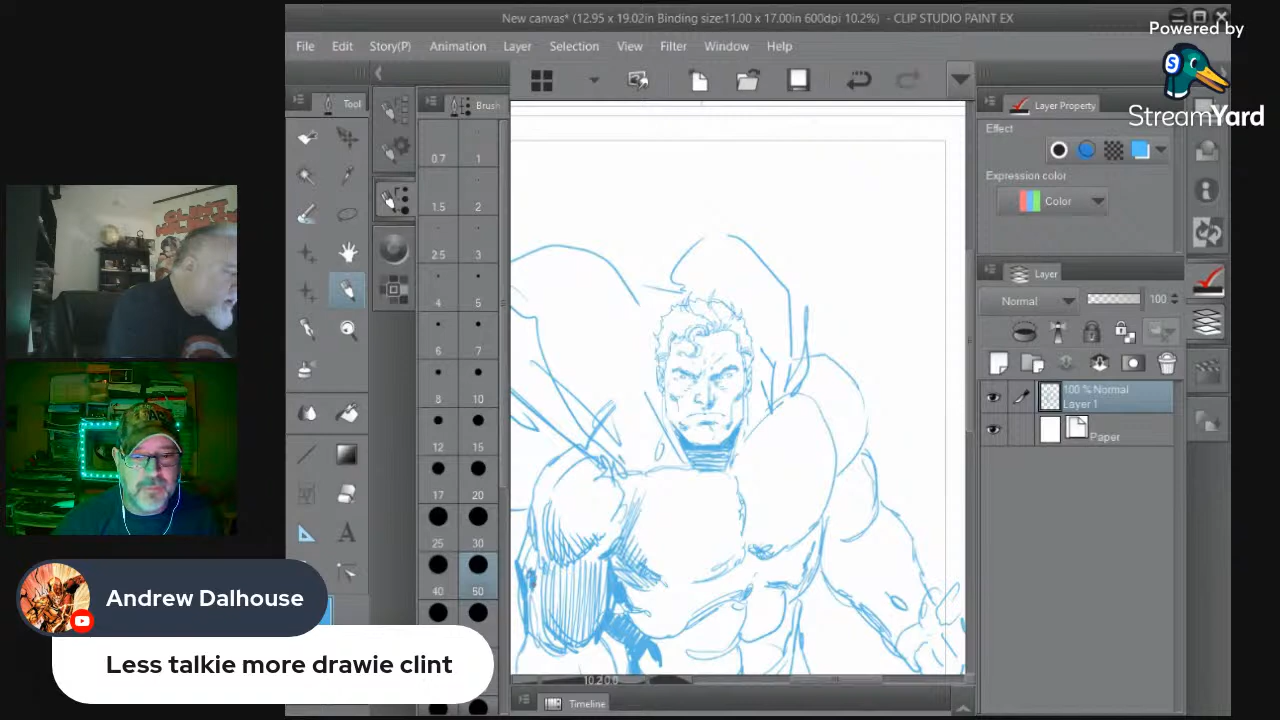 New canvas* (12.95 x 19.02in Binding size:11.00 x 17.00in 600dpi 10.2%) - CLIP STUDIO PAINT EX
Powered by
StreamYard
File Edit Story(P) Animation Layer Selection View Filter Window Help
Tool
Brush
0.7 1
1.5 2
2.5 3
4 5
6 7
8 10
12 15
17 20
25 30
40 50
Layer Property
Effect
Expression color
Color
Layer
Normal 100
100 % Normal
Layer 1
Paper
Timeline
CLINT
Andrew Dalhouse
Less talkie more drawie clint